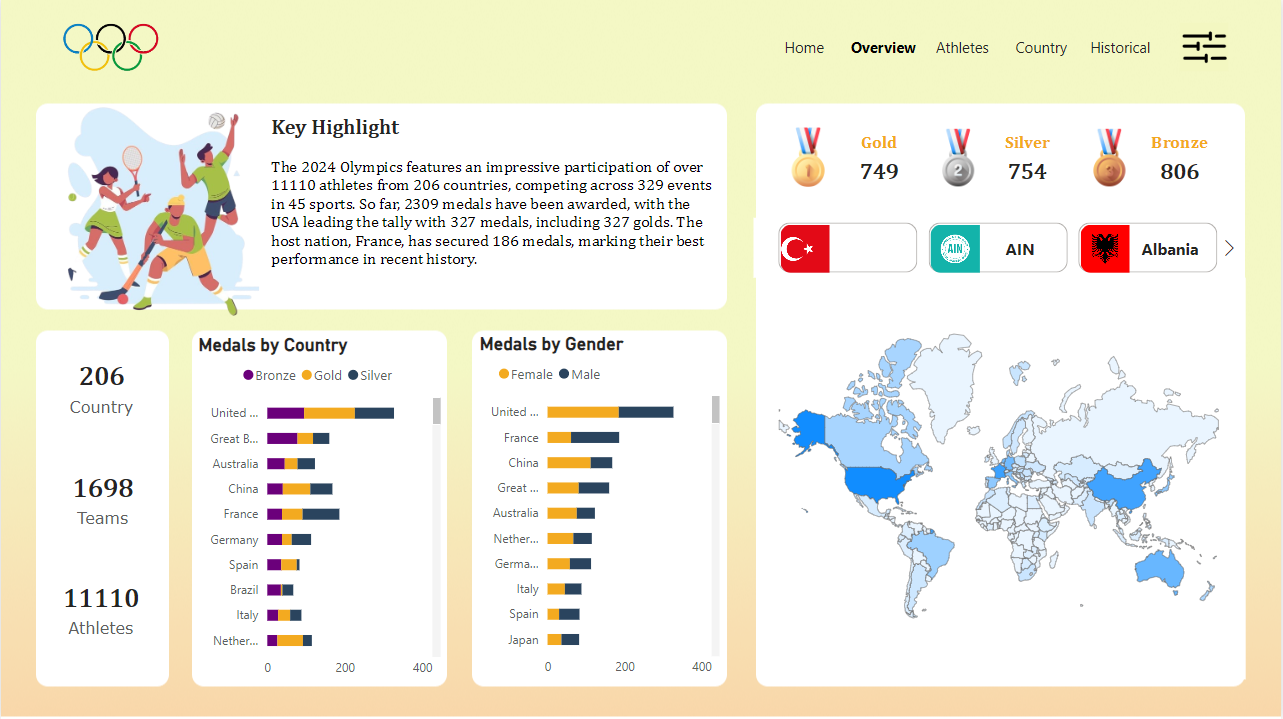 Home Overview Athletes Country Historical
Key Highlight
The 2024 Olympics features an impressive participation of over
11110 athletes from 206 countries, competing across 329 events
in 45 sports. So far, 2309 medals have been awarded, with the
USA leading the tally with 327 medals, including 327 golds. The
host nation, France, has secured 186 medals, marking their best
performance in recent history.
Gold
749
Silver
754
Bronze
806
1
2
3
AIN
AIN
Albania
206
Country
1698
Teams
11110
Athletes
Medals by Country
Bronze Gold Silver
United ...
Great B...
Australia
China
France
Germany
Spain
Brazil
Italy
Nether...
0 200 400
Medals by Gender
Female Male
United ...
France
China
Great ...
Australia
Nether...
Germa...
Italy
Spain
Japan
0 200 400